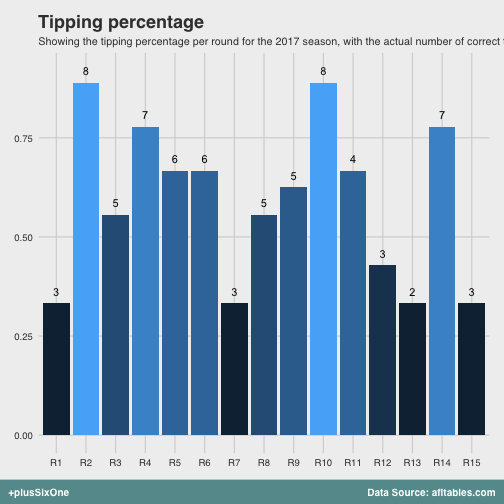 Tipping percentage
Showing the tipping percentage per round for the 2017 season, with the actual number of correct
8 8
7 7
6 6
5 5 5 4
3 3 3 2 3
0.75
0.50
0.25
0.00
R1 R2 R3 R4 R5 R6 R7 R8 R9 R10 R11 R12 R13 R14 R15
+plusSixOne Data Source: afltables.com